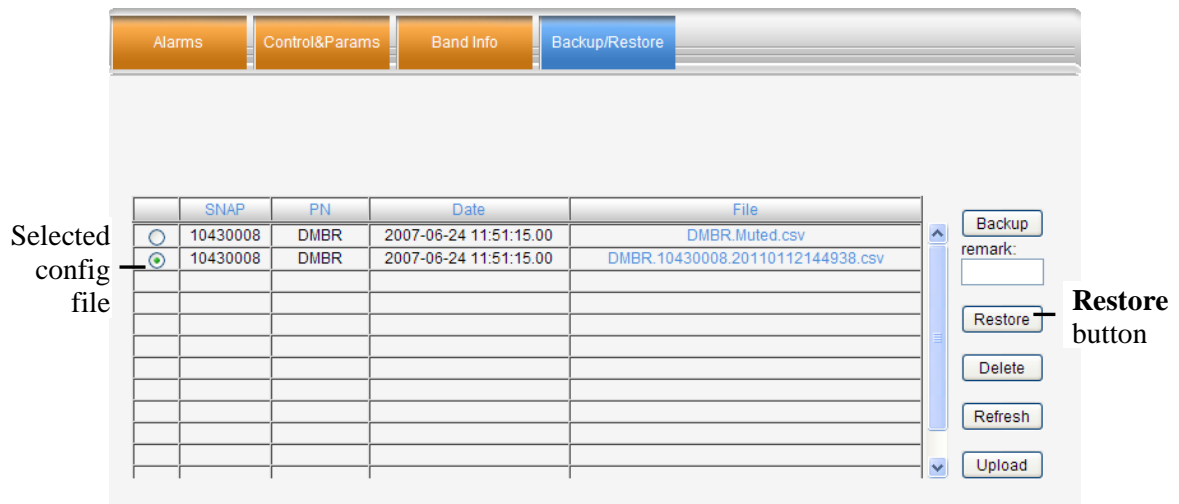 Alarms Control&Params Band Info Backup/Restore
SNAP PN Date File
10430008 DMBR 2007-06-24 11:51:15.00 DMBR.Muted.csv
10430008 DMBR 2007-06-24 11:51:15.00 DMBR.10430008.20110112144938.csv
Selected
config
file
Backup
remark:
Restore
Delete
Refresh
Upload
Restore
button